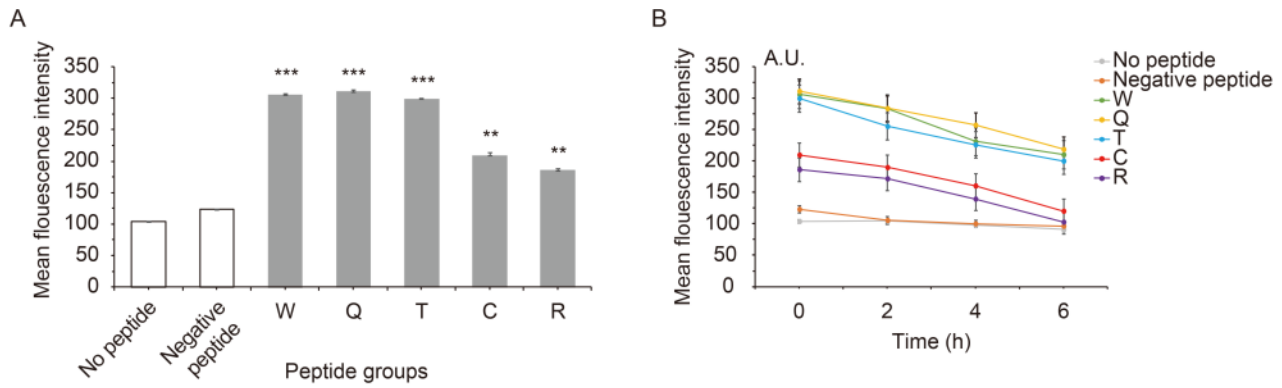 A
Mean flouescence intensity
350
300
250
200
150
100
50
0
***
***
***
**
**
No peptide
Negative
peptide
W
Q
T
C
R
Peptide groups
B
Mean flouescence intensity
350
300
250
200
150
100
50
0
A.U.
0
2
4
6
Time (h)
No peptide
Negative peptide
W
Q
T
C
R